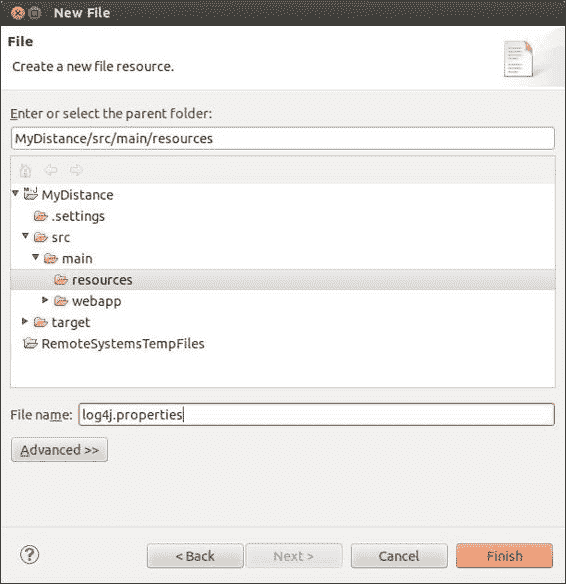 New File
File
Create a new file resource.
Enter or select the parent folder:
MyDistance/src/main/resources
MyDistance
.settings
src
main
resources
webapp
target
RemoteSystemsTempFiles
File name: log4j.properties
Advanced >>
? < Back Next > Cancel Finish